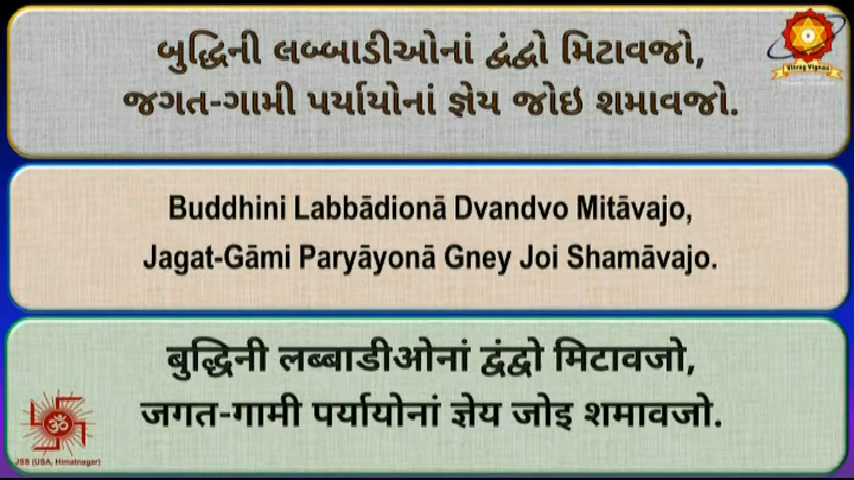 બુદ્ધિની લબ્બાડીઓનાં દ્વંદ્વો મિટાવજો,
જગત-ગામી પર્યાયોનાં જ્ઞેય જોઇ શમાવજો.
Vitrag Vignan
Buddhini Labbādionā Dvandvo Mitāvajo,
Jagat-Gāmi Paryāyonā Gney Joi Shamāvajo.
बुद्धिनी लब्बाडीओनां द्वंद्वो मिटावजो,
जगत-गामी पर्यायोनां ज्ञेय जोइ शमावजो.
ॐ
JSS (USA, Himatnagar)